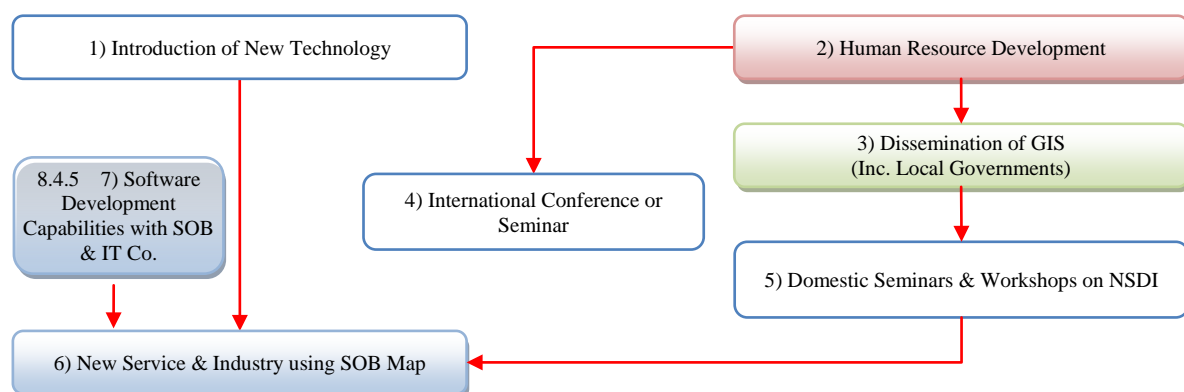 1) Introduction of New Technology
2) Human Resource Development
3) Dissemination of GIS
(Inc. Local Governments)
8.4.5 7) Software
Development
Capabilities with SOB
& IT Co.
4) International Conference or
Seminar
5) Domestic Seminars & Workshops on NSDI
6) New Service & Industry using SOB Map